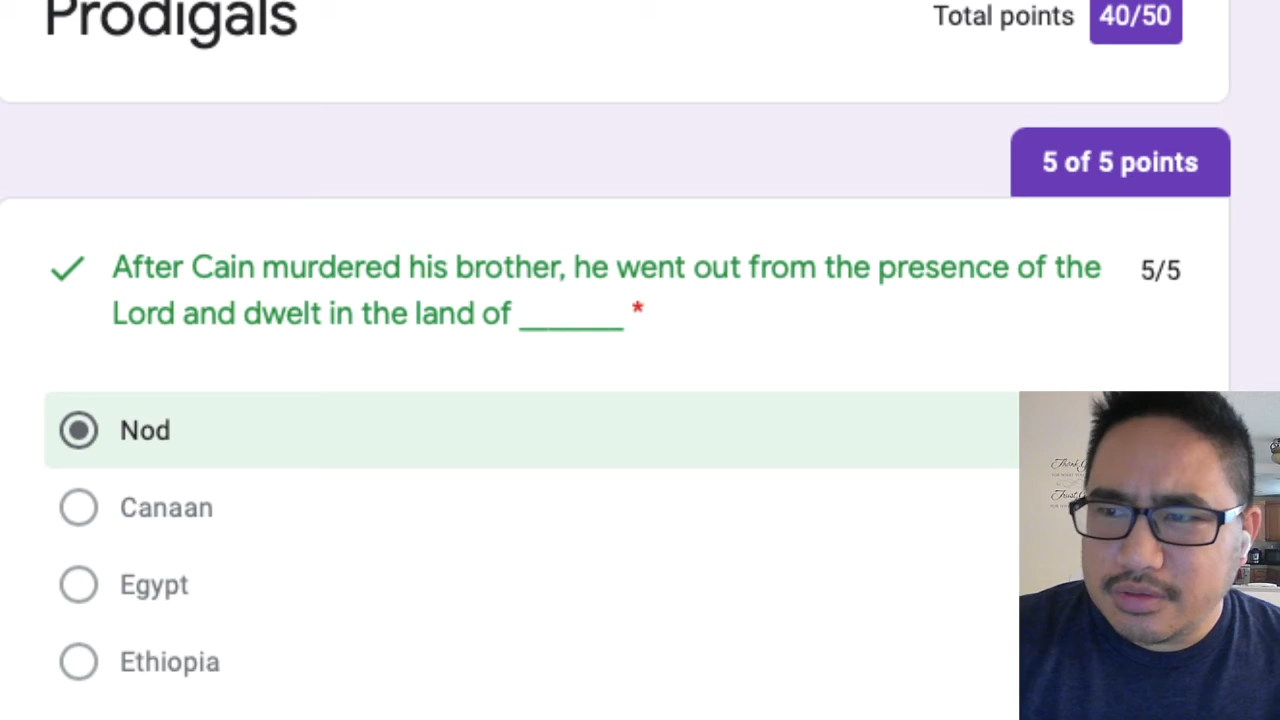 Prodigals
Total points 40/50
5 of 5 points
After Cain murdered his brother, he went out from the presence of the 5/5
Lord and dwelt in the land of _______ *
Nod
Canaan
Egypt
Ethiopia